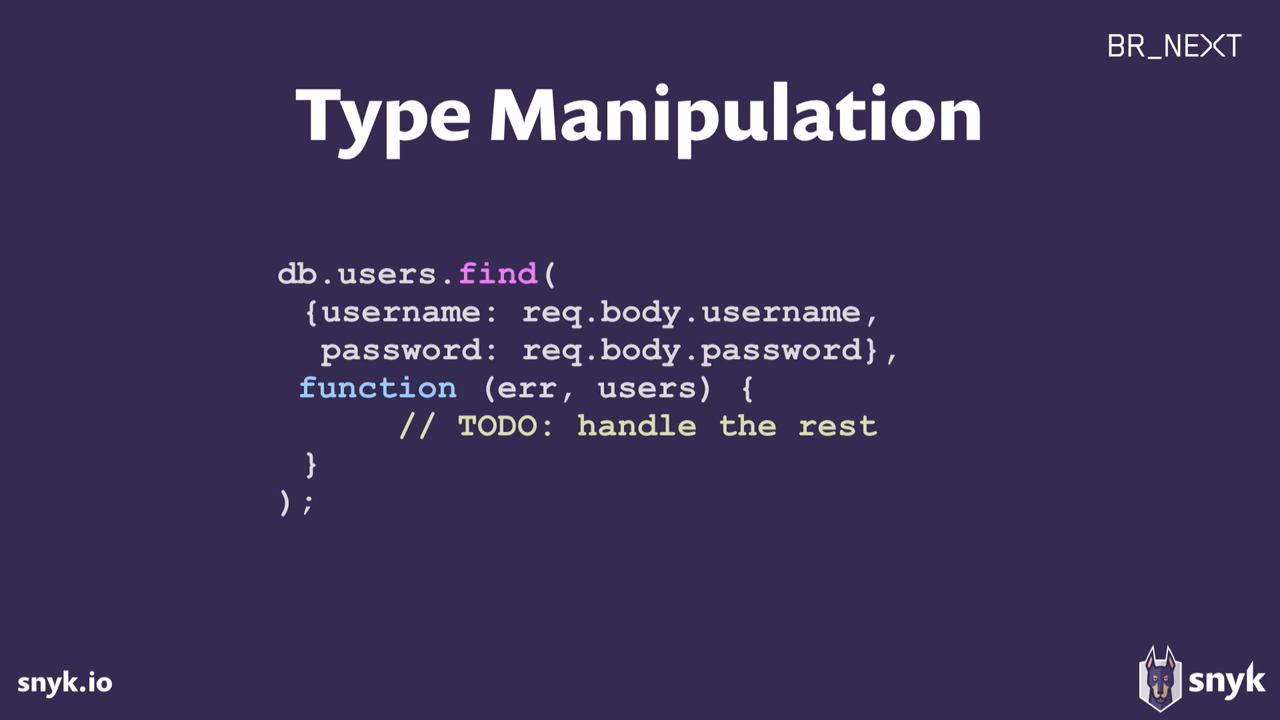 BR_NEXT
Type Manipulation
db.users.find(
{username: req.body.username,
password: req.body.password},
function (err, users) {
// TODO: handle the rest
}
);
snyk.io
snyk